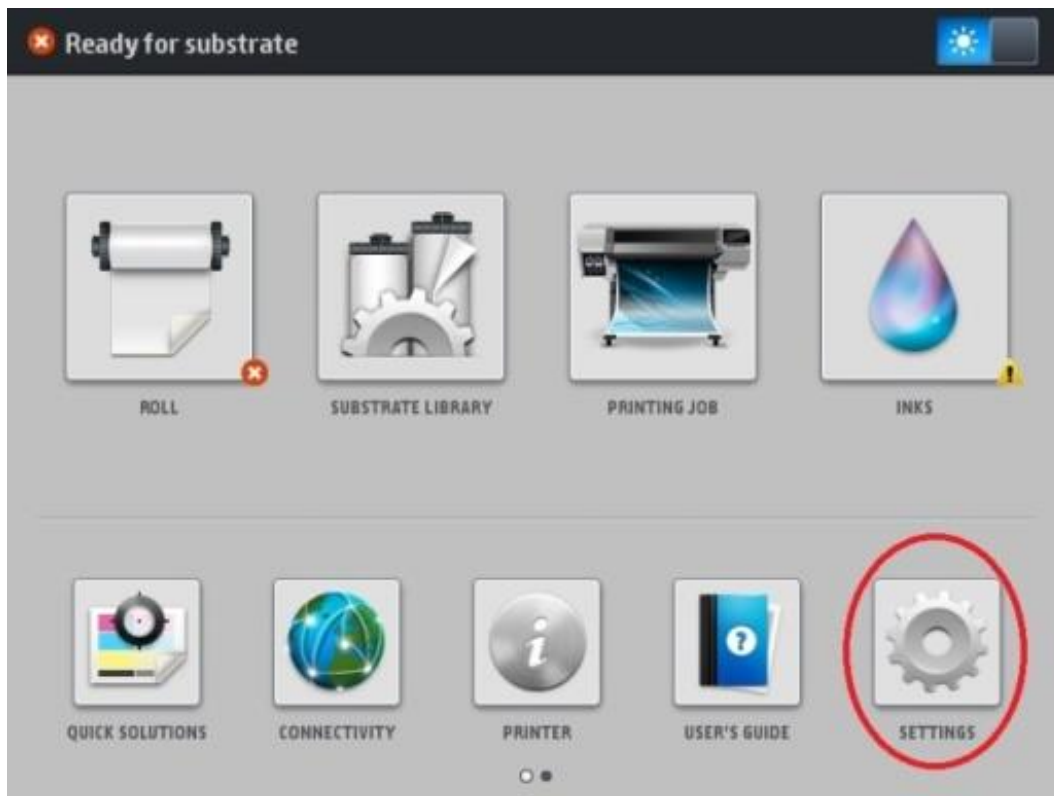 Ready for substrate
ROLL
SUBSTRATE LIBRARY
PRINTING JOB
INKS
QUICK SOLUTIONS
CONNECTIVITY
PRINTER
USER'S GUIDE
SETTINGS